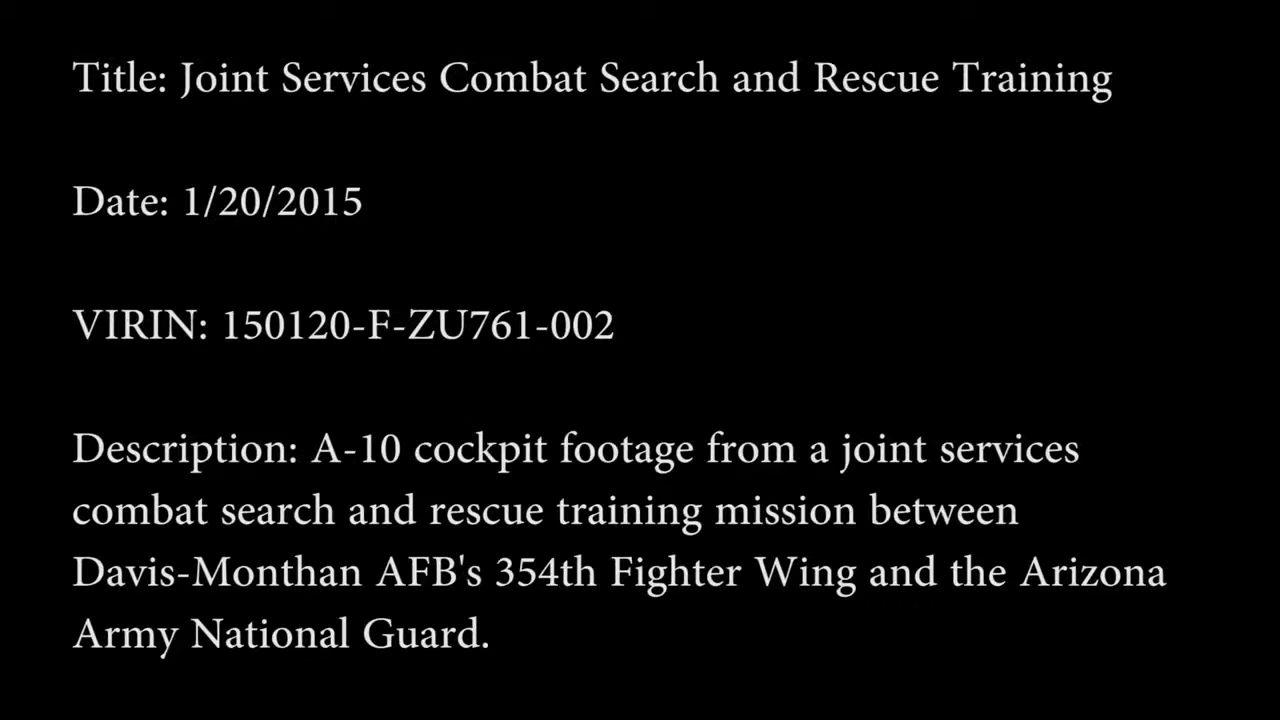 Title: Joint Services Combat Search and Rescue Training
Date: 1/20/2015
VIRIN: 150120-F-ZU761-002
Description: A-10 cockpit footage from a joint services
combat search and rescue training mission between
Davis-Monthan AFB's 354th Fighter Wing and the Arizona
Army National Guard.